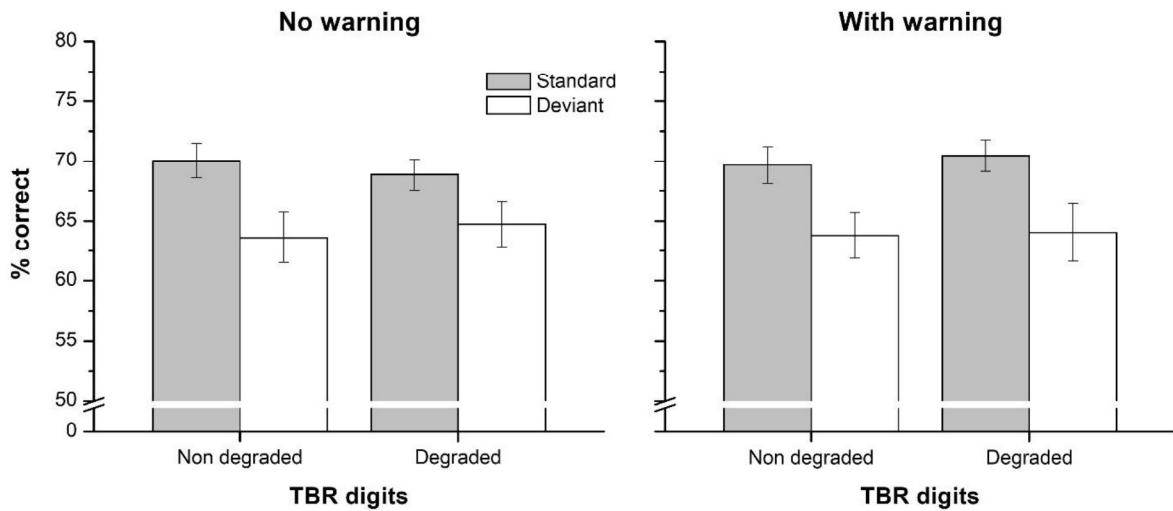 No warning
With warning
80
75
70
65
60
55
50
0
% correct
Standard
Deviant
Non degraded
Degraded
TBR digits
Non degraded
Degraded
TBR digits